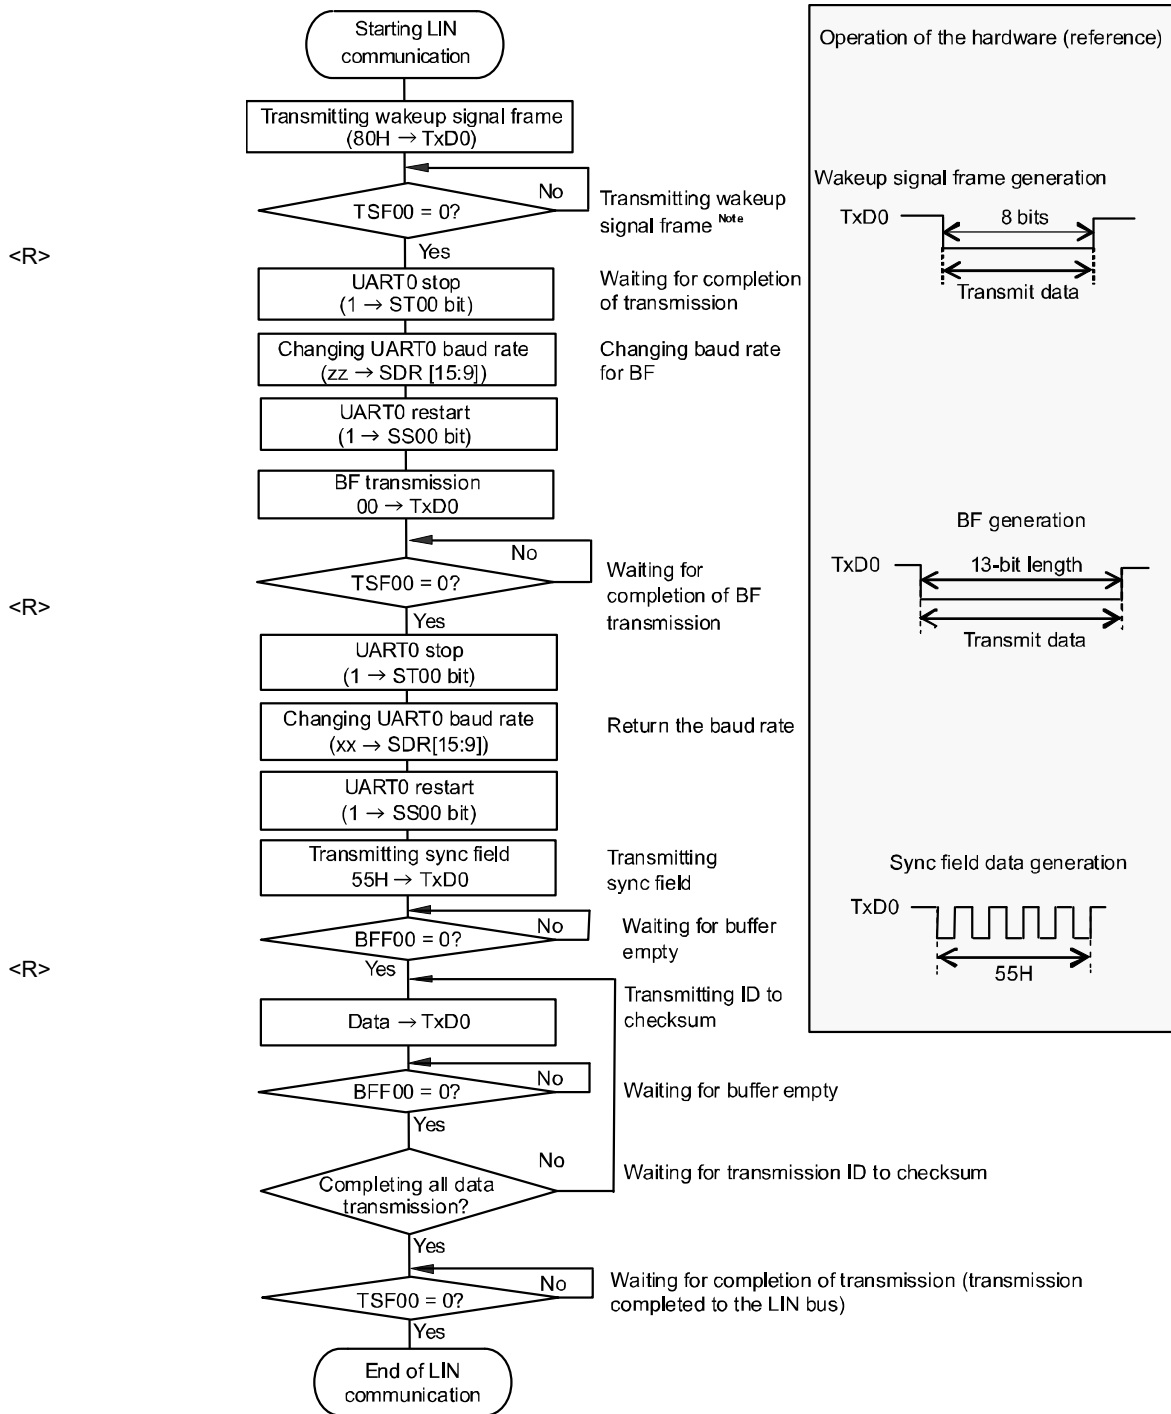 Starting LIN
communication
Transmitting wakeup signal frame
(80H → TxD0)
No
TSF00 = 0?
Transmitting wakeup
signal frame Note
Yes
<R>
UART0 stop
(1 → ST00 bit)
Waiting for completion
of transmission
Changing UART0 baud rate
(zz → SDR [15:9])
Changing baud rate
for BF
UART0 restart
(1 → SS00 bit)
BF transmission
00 → TxD0
No
TSF00 = 0?
Waiting for
completion of BF
transmission
<R>
Yes
UART0 stop
(1 → ST00 bit)
Changing UART0 baud rate
(xx → SDR[15:9])
Return the baud rate
UART0 restart
(1 → SS00 bit)
Transmitting sync field
55H → TxD0
Transmitting
sync field
No
BFF00 = 0?
Waiting for buffer
empty
<R>
Yes
Transmitting ID to
checksum
Data → TxD0
No
BFF00 = 0?
Waiting for buffer empty
Yes
No
Completing all data
transmission?
Waiting for transmission ID to checksum
Yes
No
TSF00 = 0?
Waiting for completion of transmission (transmission
completed to the LIN bus)
Yes
End of LIN
communication
Operation of the hardware (reference)
Wakeup signal frame generation
TxD0
8 bits
Transmit data
BF generation
TxD0
13-bit length
Transmit data
Sync field data generation
TxD0
55H